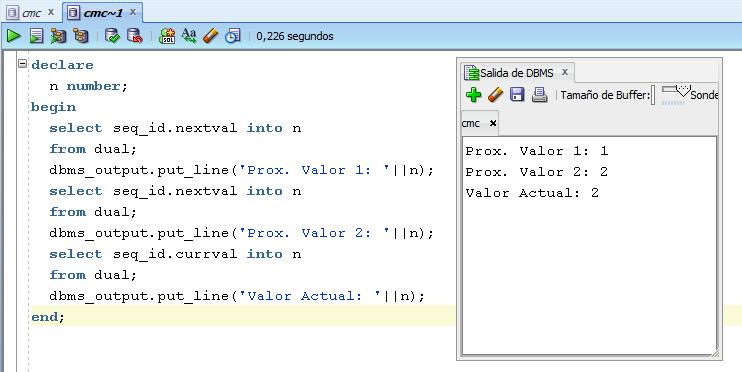 cmc x cmc~1 x
0,226 segundos
declare
n number;
begin
select seq_id.nextval into n
from dual;
dbms_output.put_line('Prox. Valor 1: '||n);
select seq_id.nextval into n
from dual;
dbms_output.put_line('Prox. Valor 2: '||n);
select seq_id.currval into n
from dual;
dbms_output.put_line('Valor Actual: '||n);
end;
Salida de DBMS x
Tamaño de Buffer: Sonde
cmc x
Prox. Valor 1: 1
Prox. Valor 2: 2
Valor Actual: 2